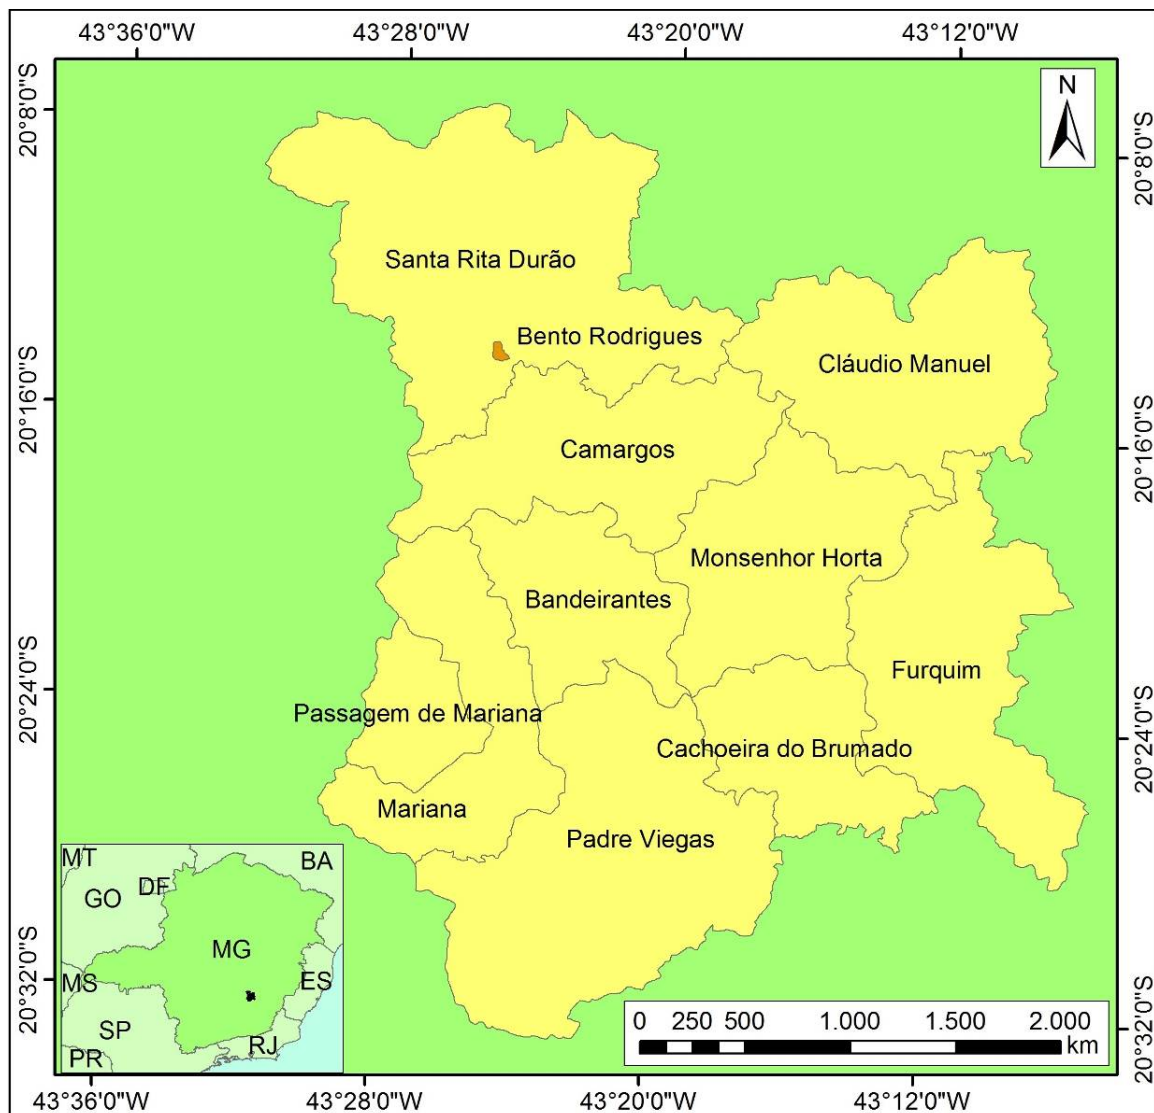 43°36'0"W 43°28'0"W 43°20'0"W 43°12'0"W
20°8'0"S
N
20°8'0"S
Santa Rita Durão
Bento Rodrigues
Cláudio Manuel
20°16'0"S
Camargos
20°16'0"S
Monsenhor Horta
Bandeirantes
Furquim
20°24'0"S
Passagem de Mariana
Cachoeira do Brumado
20°24'0"S
Mariana
Padre Viegas
MT
BA
DF
GO
MG
20°32'0"S
MS
ES
SP
RJ
PR
0 250 500 1.000 1.500 2.000
km
20°32'0"S
43°36'0"W 43°28'0"W 43°20'0"W 43°12'0"W